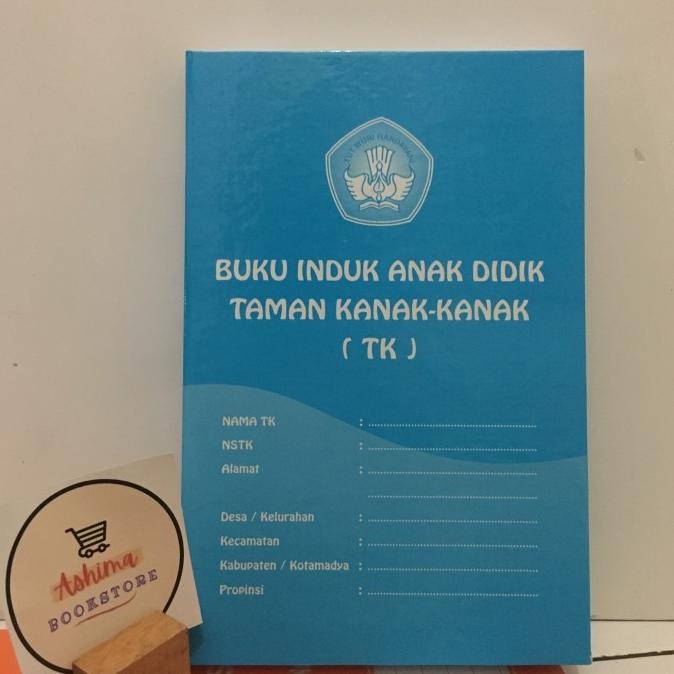 TUT WURI HANDAYANI
BUKU INDUK ANAK DIDIK
TAMAN KANAK-KANAK
( TK )
NAMA TK : ........................................
NSTK : ........................................
Alamat : ........................................
........................................
Desa / Kelurahan : ........................................
Kecamatan : ........................................
Kabupaten / Kotamadya : ........................................
Propinsi : ........................................
Ashima
BOOKSTORE